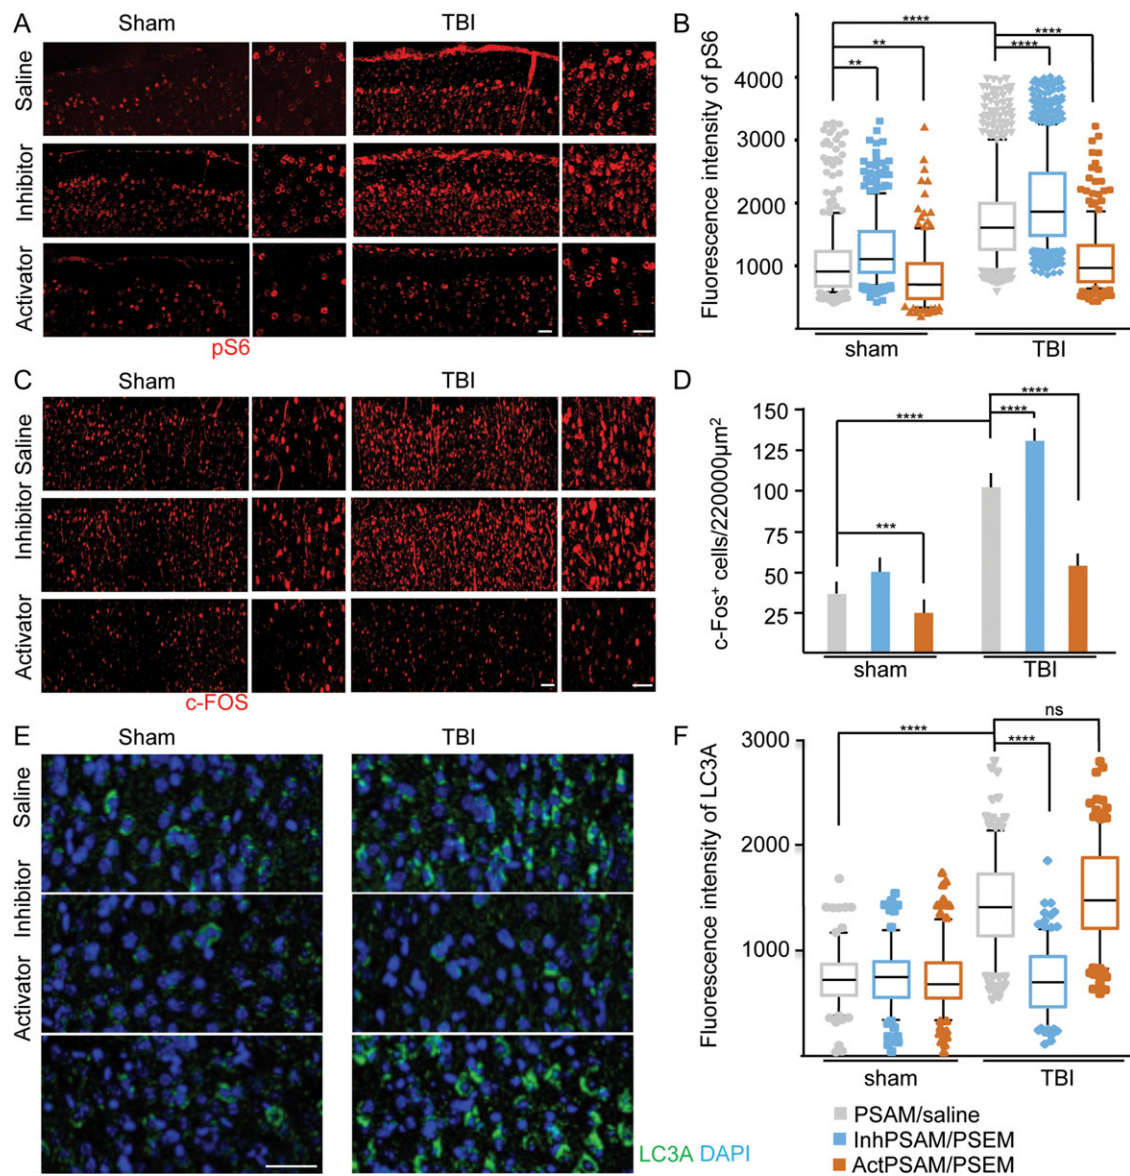 A
Sham
TBI
Saline
Inhibitor
Activator
pS6
B
Fluorescence intensity of pS6
4000
3000
2000
1000
****
**
**
****
****
sham
TBI
C
Sham
TBI
Saline
Inhibitor
Activator
c-FOS
D
c-Fos+ cells/220000µm²
150
125
100
75
50
25
****
***
****
****
sham
TBI
E
Sham
TBI
Saline
Inhibitor
Activator
LC3A DAPI
F
Fluorescence intensity of LC3A
3000
2000
1000
****
****
ns
sham
TBI
PSAM/saline
InhPSAM/PSEM
ActPSAM/PSEM